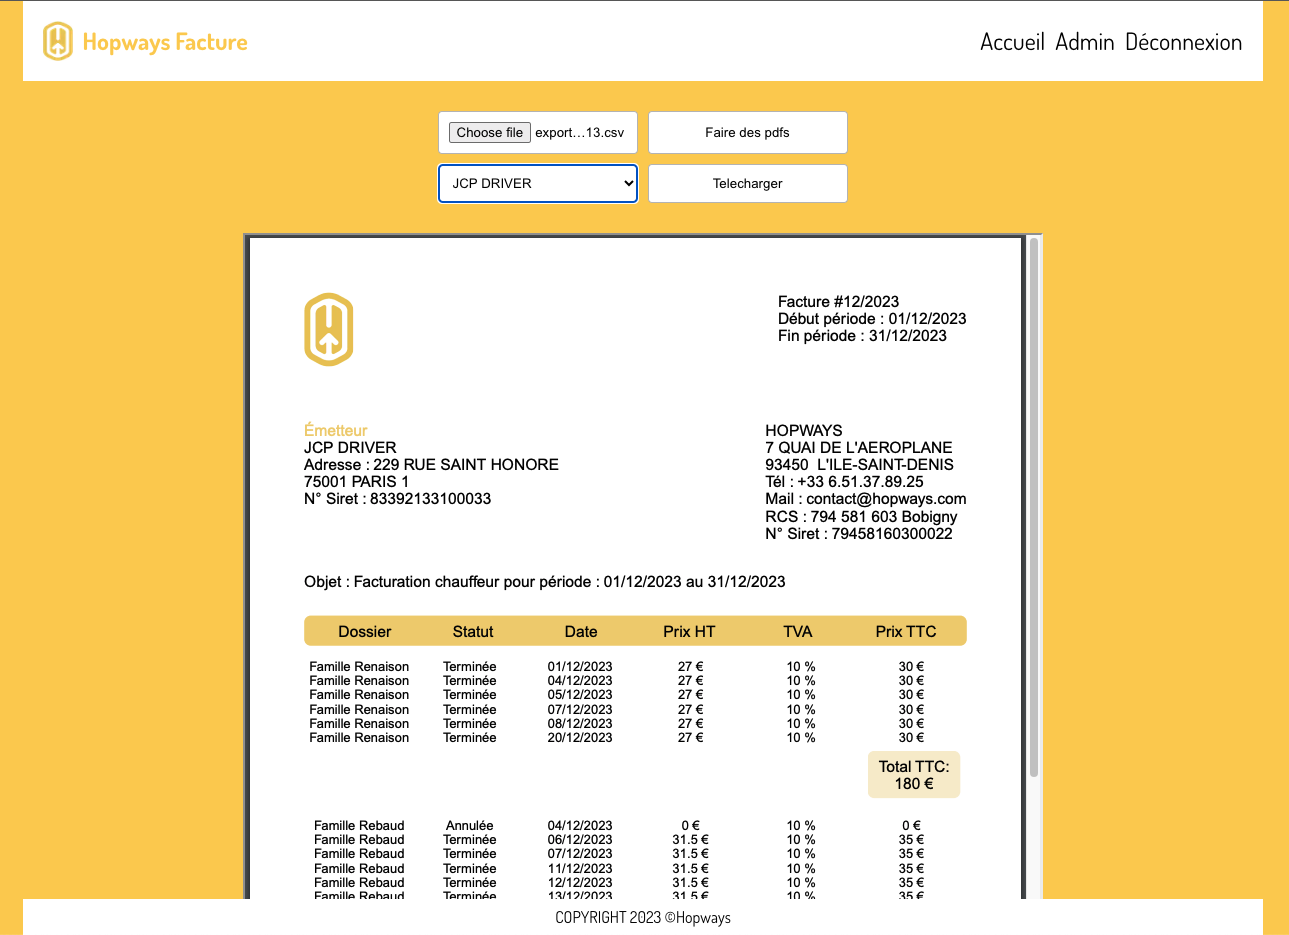 Hopways Facture
Accueil Admin Déconnexion
Choose file export...13.csv Faire des pdfs
JCP DRIVER Telecharger
Facture #12/2023
Début période : 01/12/2023
Fin période : 31/12/2023
Émetteur
JCP DRIVER
Adresse : 229 RUE SAINT HONORE
75001 PARIS 1
N° Siret : 83392133100033
HOPWAYS
7 QUAI DE L'AEROPLANE
93450 L'ILE-SAINT-DENIS
Tél : +33 6.51.37.89.25
Mail : contact@hopways.com
RCS : 794 581 603 Bobigny
N° Siret : 79458160300022
Objet : Facturation chauffeur pour période : 01/12/2023 au 31/12/2023
Dossier Statut Date Prix HT TVA Prix TTC
Famille Renaison Terminée 01/12/2023 27 € 10 % 30 €
Famille Renaison Terminée 04/12/2023 27 € 10 % 30 €
Famille Renaison Terminée 05/12/2023 27 € 10 % 30 €
Famille Renaison Terminée 07/12/2023 27 € 10 % 30 €
Famille Renaison Terminée 08/12/2023 27 € 10 % 30 €
Famille Renaison Terminée 20/12/2023 27 € 10 % 30 €
Total TTC:
180 €
Famille Rebaud Annulée 04/12/2023 0 € 10 % 0 €
Famille Rebaud Terminée 06/12/2023 31.5 € 10 % 35 €
Famille Rebaud Terminée 07/12/2023 31.5 € 10 % 35 €
Famille Rebaud Terminée 11/12/2023 31.5 € 10 % 35 €
Famille Rebaud Terminée 12/12/2023 31.5 € 10 % 35 €
Famille Rebaud Terminée 13/12/2023 31.5 € 10 % 35 €
COPYRIGHT 2023 ©Hopways